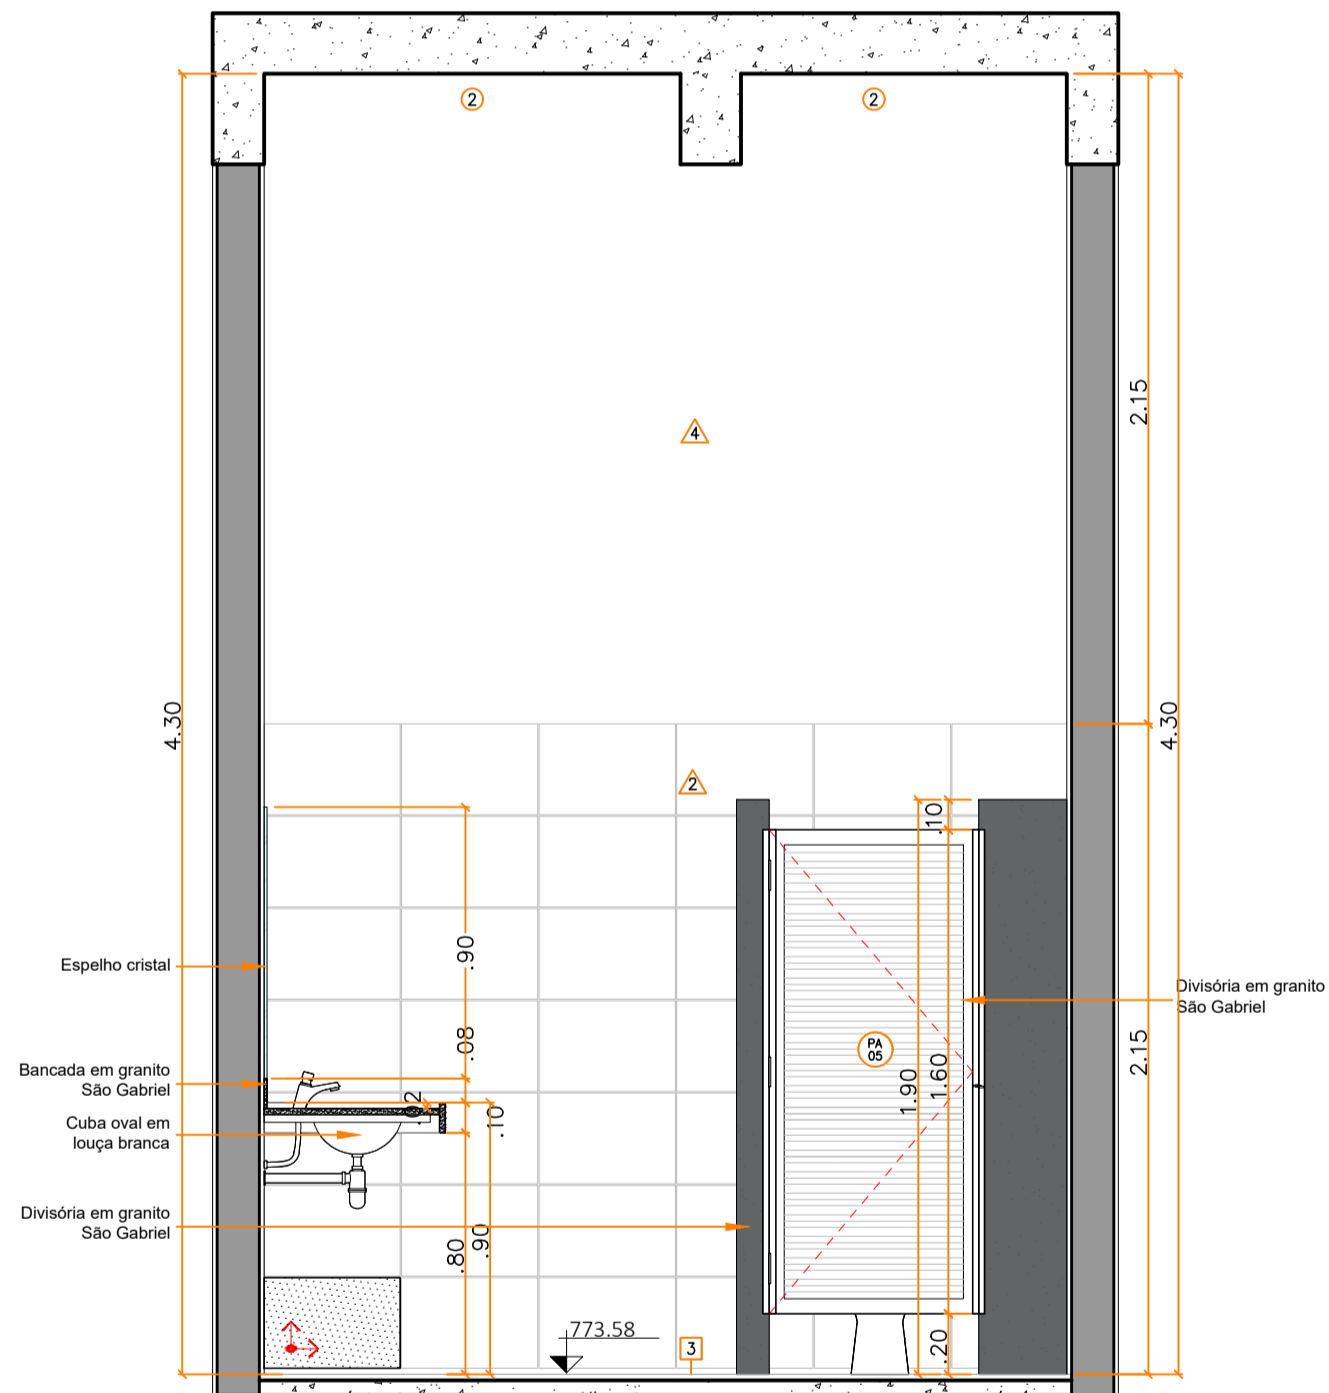 2
2
2.15
4
4.30
4.30
2
.10
.90
Espelho cristal
Divisória em granito
São Gabriel
.08
PA
05
2.15
Bancada em granito
São Gabriel
1.90
1.60
.10
Cuba oval em
louça branca
Divisória em granito
São Gabriel
.80
.90
773.58
3
.20